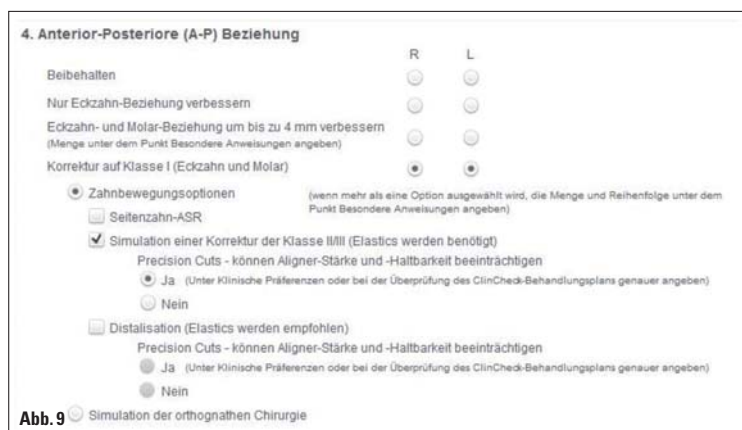 4. Anterior-Posteriore (A-P) Beziehung
R L
Beibehalten
Nur Eckzahn-Beziehung verbessern
Eckzahn- und Molar-Beziehung um bis zu 4 mm verbessern
(Menge unter dem Punkt Besondere Anweisungen angeben)
Korrektur auf Klasse I (Eckzahn und Molar)
Zahnbewegungsoptionen (wenn mehr als eine Option ausgewählt wird, die Menge und Reihenfolge unter dem
Punkt Besondere Anweisungen angeben)
Seitenzahn-ASR
Simulation einer Korrektur der Klasse II/III (Elastics werden benötigt)
Precision Cuts - können Aligner-Stärke und -Haltbarkeit beeinträchtigen
Ja (Unter Klinische Präferenzen oder bei der Überprüfung des ClinCheck-Behandlungsplans genauer angeben)
Nein
Distalisation (Elastics werden empfohlen)
Precision Cuts - können Aligner-Stärke und -Haltbarkeit beeinträchtigen
Ja (Unter Klinische Präferenzen oder bei der Überprüfung des ClinCheck-Behandlungsplans genauer angeben)
Nein
Abb. 9 Simulation der orthognathen Chirurgie